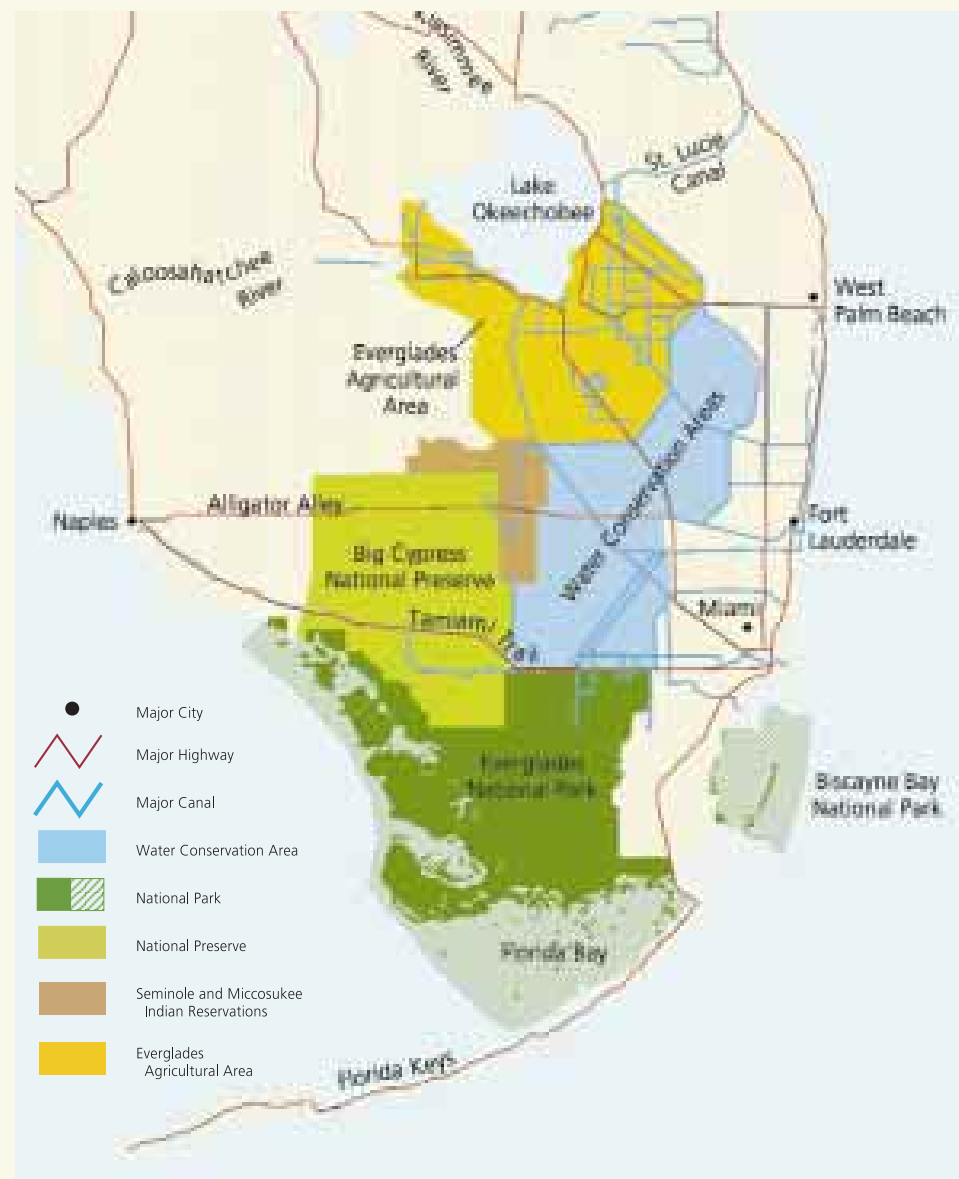 Kissimmee
River
St. Lucie
Canal
Lake
Okeechobee
Caloosahatchee
River
West
Palm Beach
Everglades
Agricultural
Area
Water Conservation Areas
Alligator Alley
Naples
Fort
Lauderdale
Big Cypress
National Preserve
Miami
Tamiami Trail
Major City
Major Highway
Major Canal
Water Conservation Area
National Park
National Preserve
Seminole and Miccosukee
Indian Reservations
Everglades
Agricultural Area
Everglades
National Park
Biscayne Bay
National Park
Florida Bay
Florida Keys